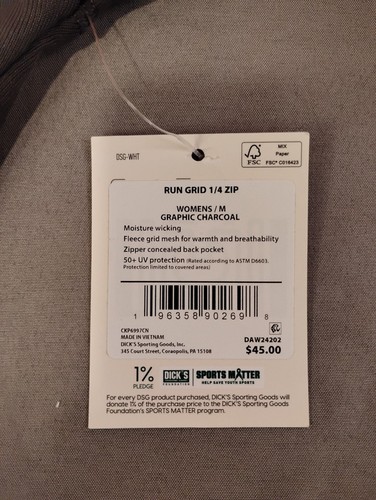 DSG-WHT
FSC
MIX
Paper
FSC® C018423
RUN GRID 1/4 ZIP
WOMENS / M
GRAPHIC CHARCOAL
Moisture wicking
Fleece grid mesh for warmth and breathability
Zipper concealed back pocket
50+ UV protection (Rated according to ASTM D6603.
Protection limited to covered areas)
1 96358 90269 8
CKP6997CN
MADE IN VIETNAM
DICK'S Sporting Goods, Inc.
345 Court Street, Coraopolis, PA 15108
DAW24202
$45.00
1%
PLEDGE
DICK'S
FOUNDATION
SPORTS MATTER
HELP SAVE YOUTH SPORTS
For every DSG product purchased, DICK'S Sporting Goods will
donate 1% of the purchase price to the DICK'S Sporting Goods
Foundation's SPORTS MATTER program.